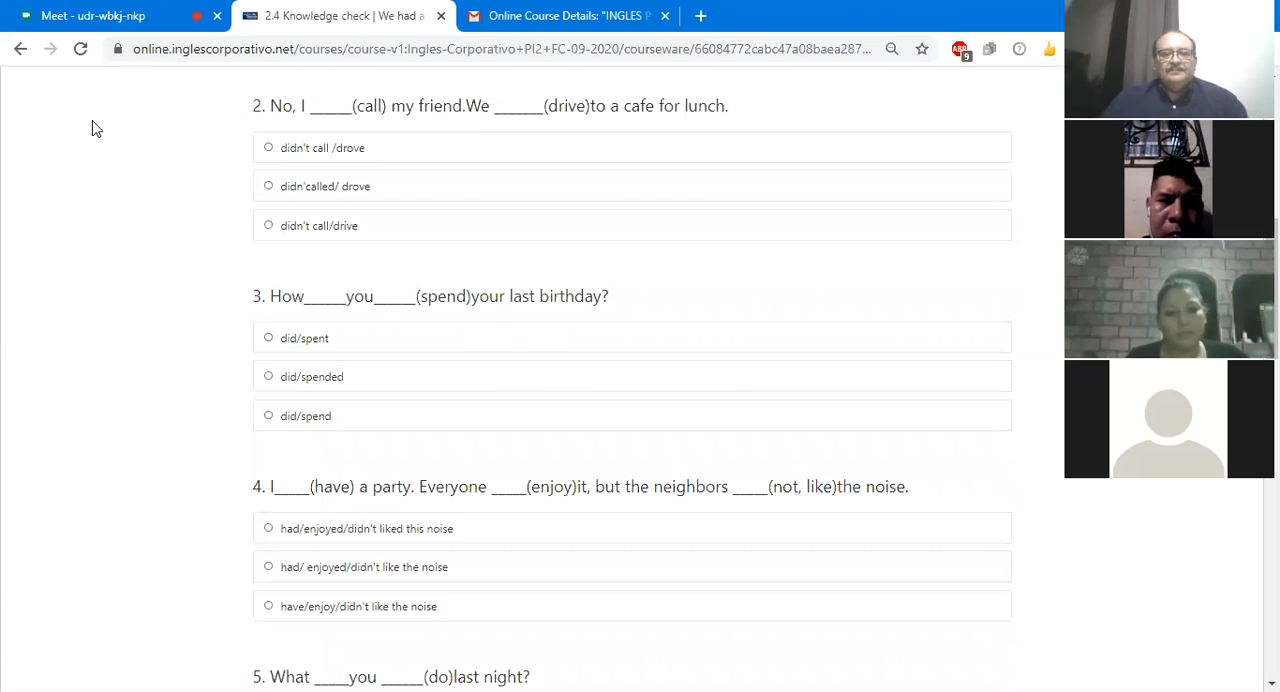 Meet - udr-wbkj-nkp
2.4 Knowledge check | We had a
Online Course Details: "INGLES P
online.inglescorporativo.net/courses/course-v1:Ingles-Corporativo+PI2+FC-09-2020/courseware/66084772cabc47a08baea287...
ABP
9
2. No, I _____(call) my friend.We ______(drive)to a cafe for lunch.
didn't call /drove
didn'called/ drove
didn't call/drive
3. How_____you_____(spend)your last birthday?
did/spent
did/spended
did/spend
4. I____(have) a party. Everyone ____(enjoy)it, but the neighbors ____(not, like)the noise.
had/enjoyed/didn't liked this noise
had/ enjoyed/didn't like the noise
have/enjoy/didn't like the noise
5. What ____you _____(do)last night?